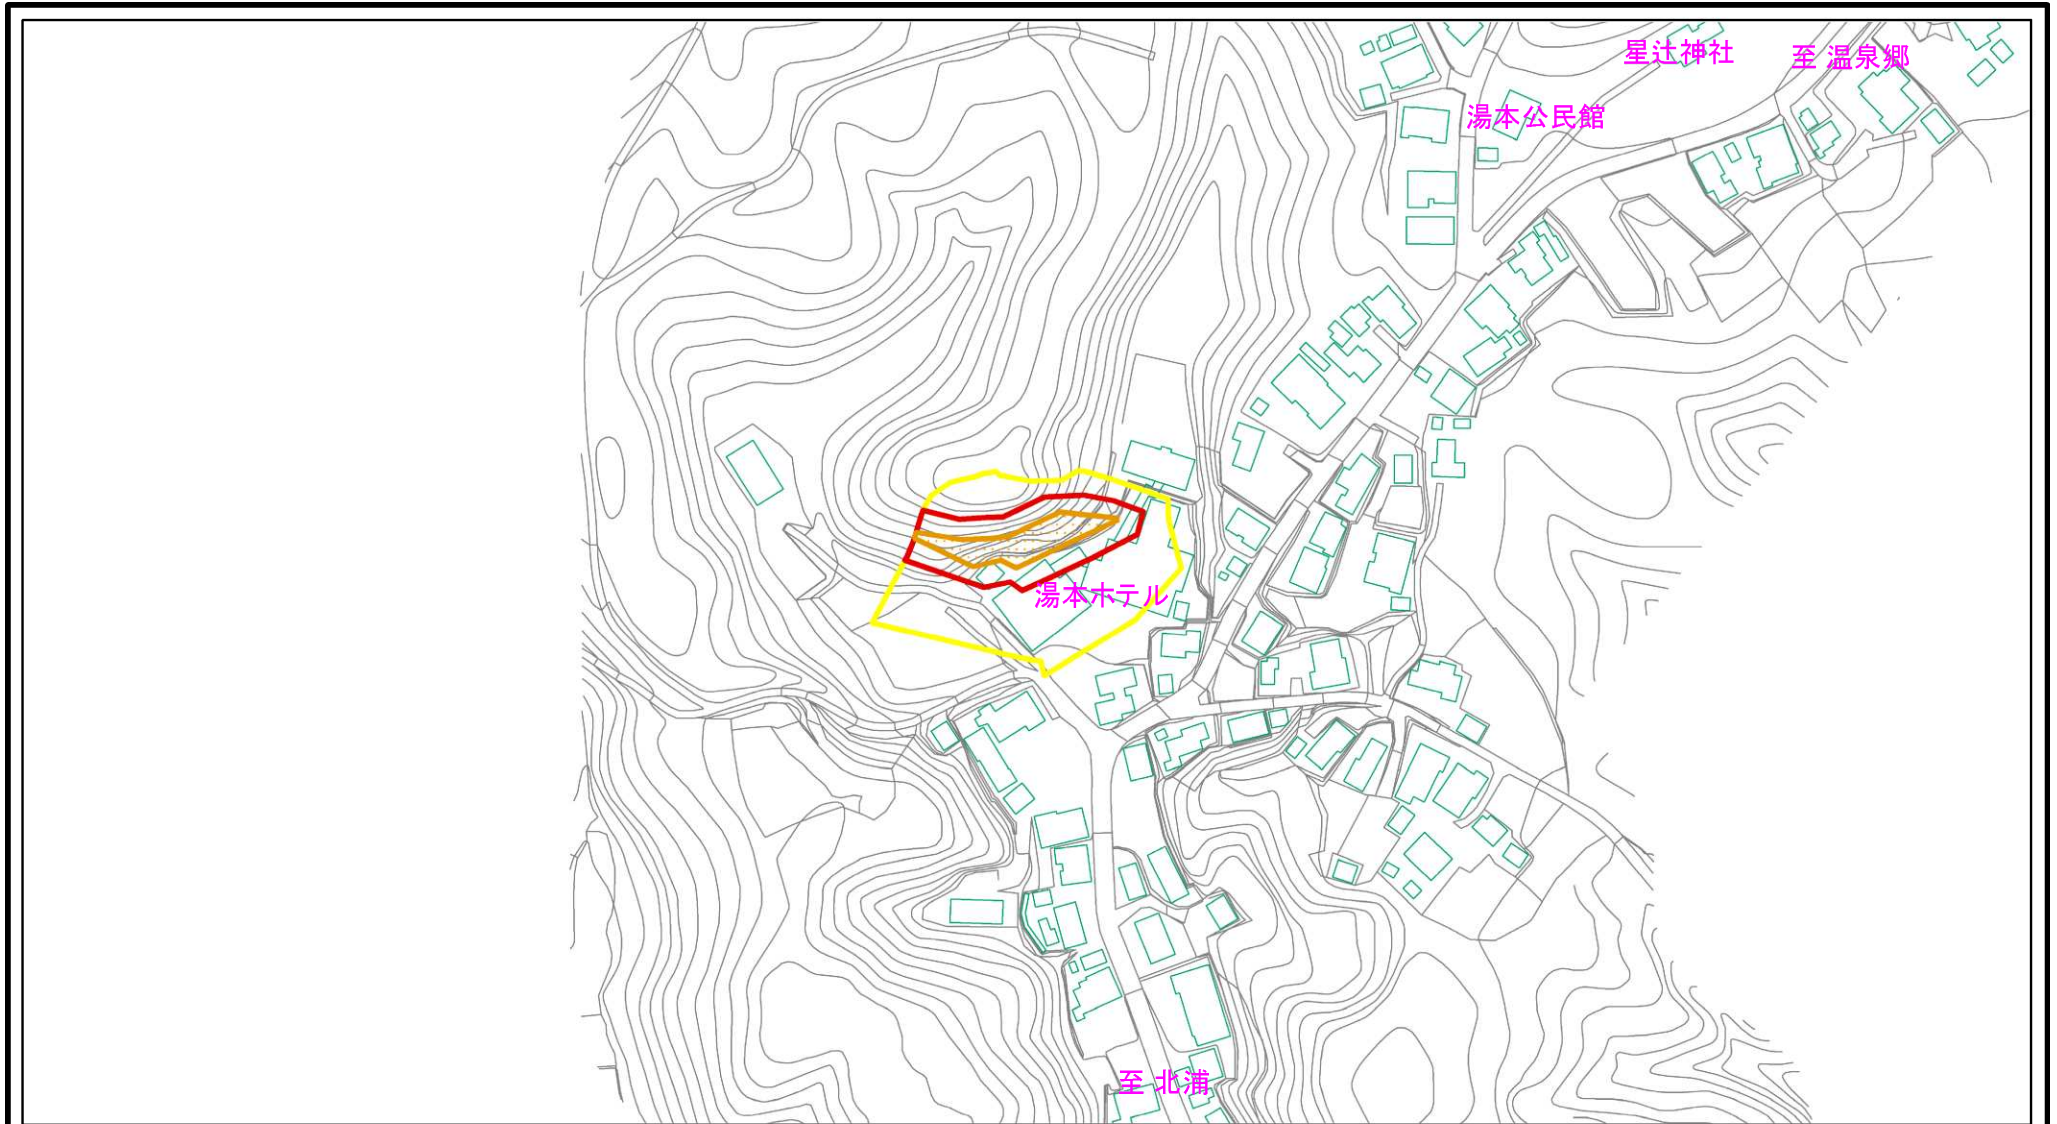 星辻神社
至 温泉郷
湯本公民館
湯本ホテル
至 北浦